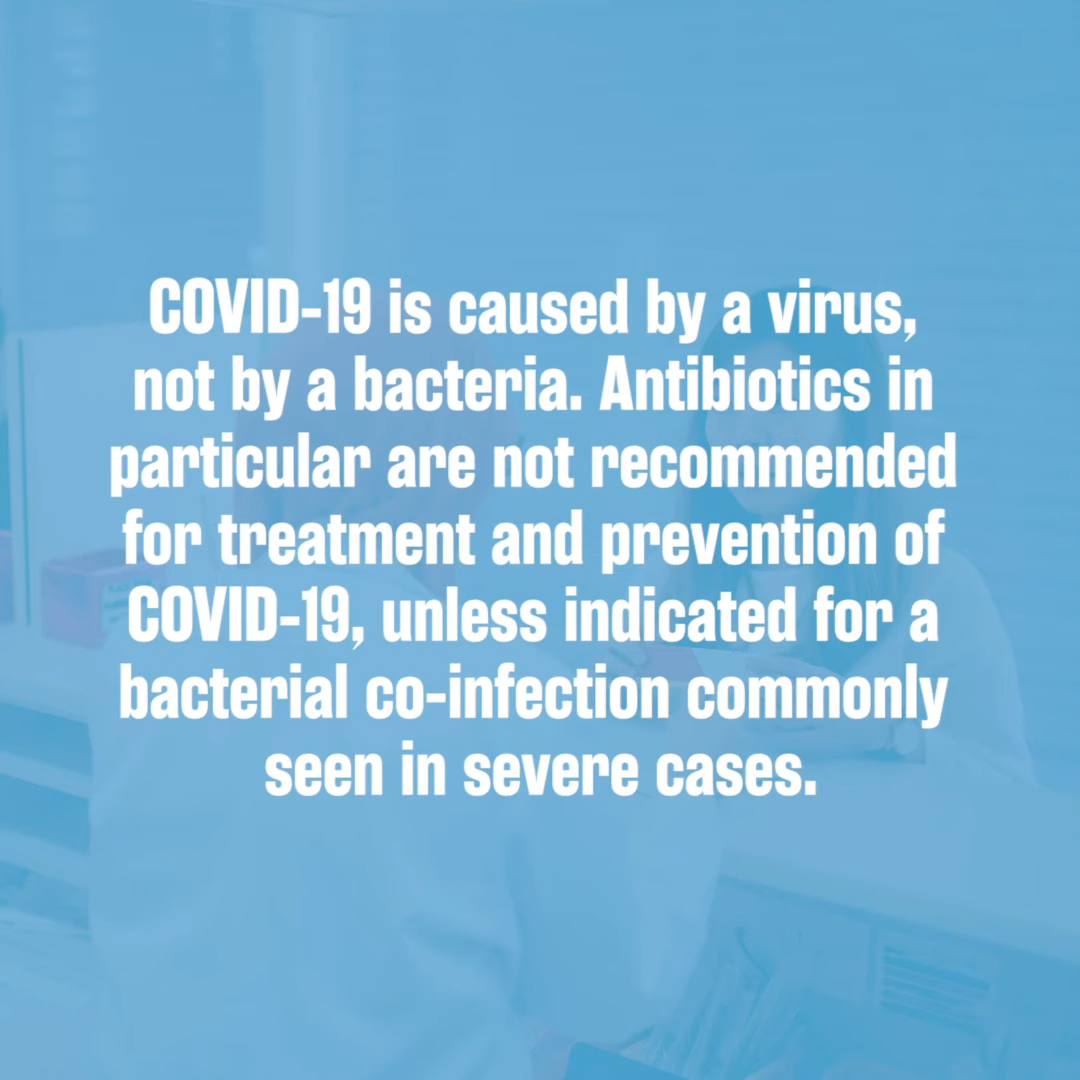 COVID-19 is caused by a virus,
not by a bacteria. Antibiotics in
particular are not recommended
for treatment and prevention of
COVID-19, unless indicated for a
bacterial co-infection commonly
seen in severe cases.